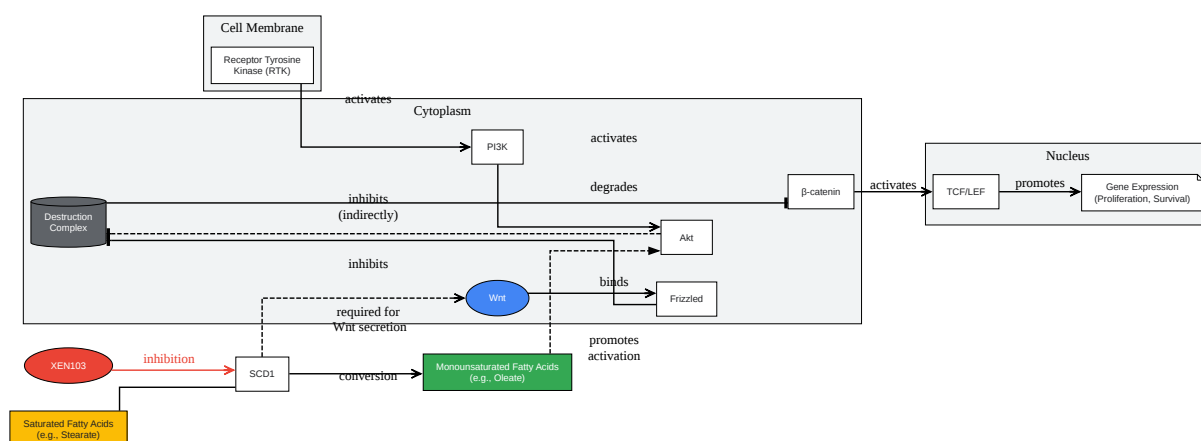 Cell Membrane
Receptor Tyrosine
Kinase (RTK)
activates
Cytoplasm
PI3K
activates
Nucleus
degrades
β-catenin
activates
TCF/LEF
promotes
Gene Expression
(Proliferation, Survival)
Destruction
Complex
inhibits
(indirectly)
Akt
inhibits
Wnt
binds
Frizzled
required for
Wnt secretion
promotes
activation
XEN103
inhibition
SCD1
conversion
Monounsaturated Fatty Acids
(e.g., Oleate)
Saturated Fatty Acids
(e.g., Stearate)